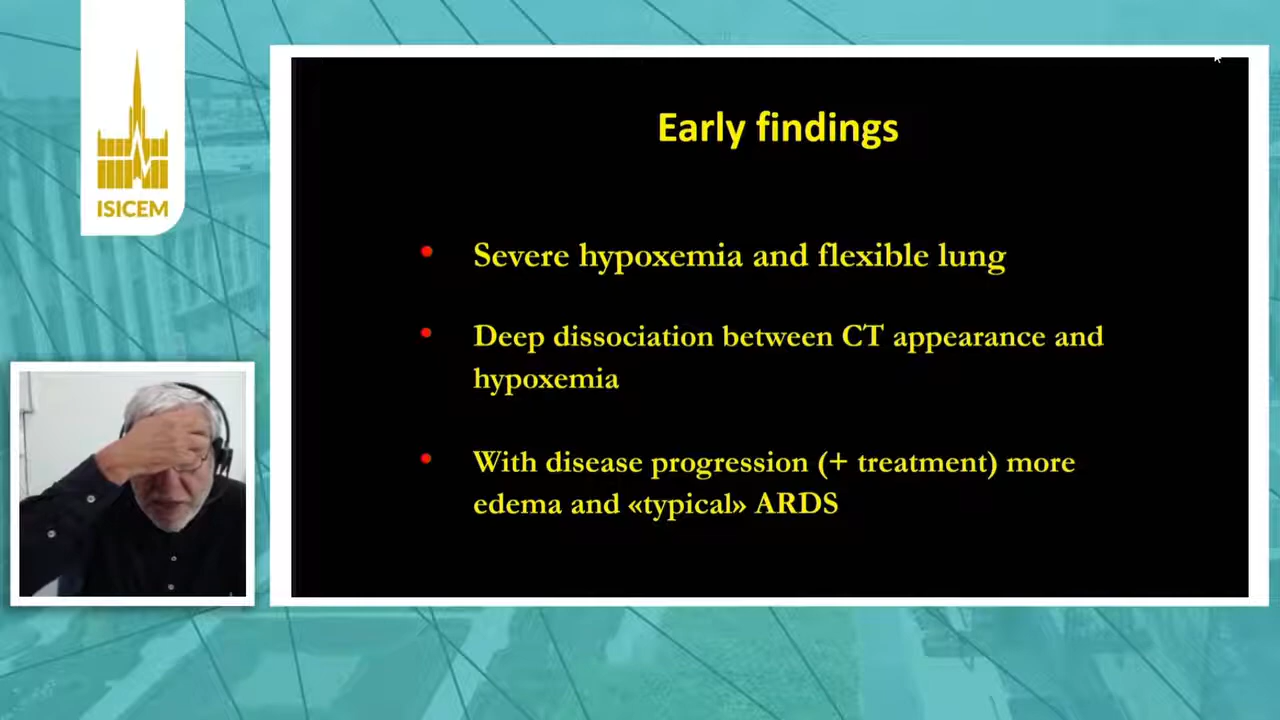 ISICEM
Early findings
Severe hypoxemia and flexible lung
Deep dissociation between CT appearance and
hypoxemia
With disease progression (+ treatment) more
edema and «typical» ARDS